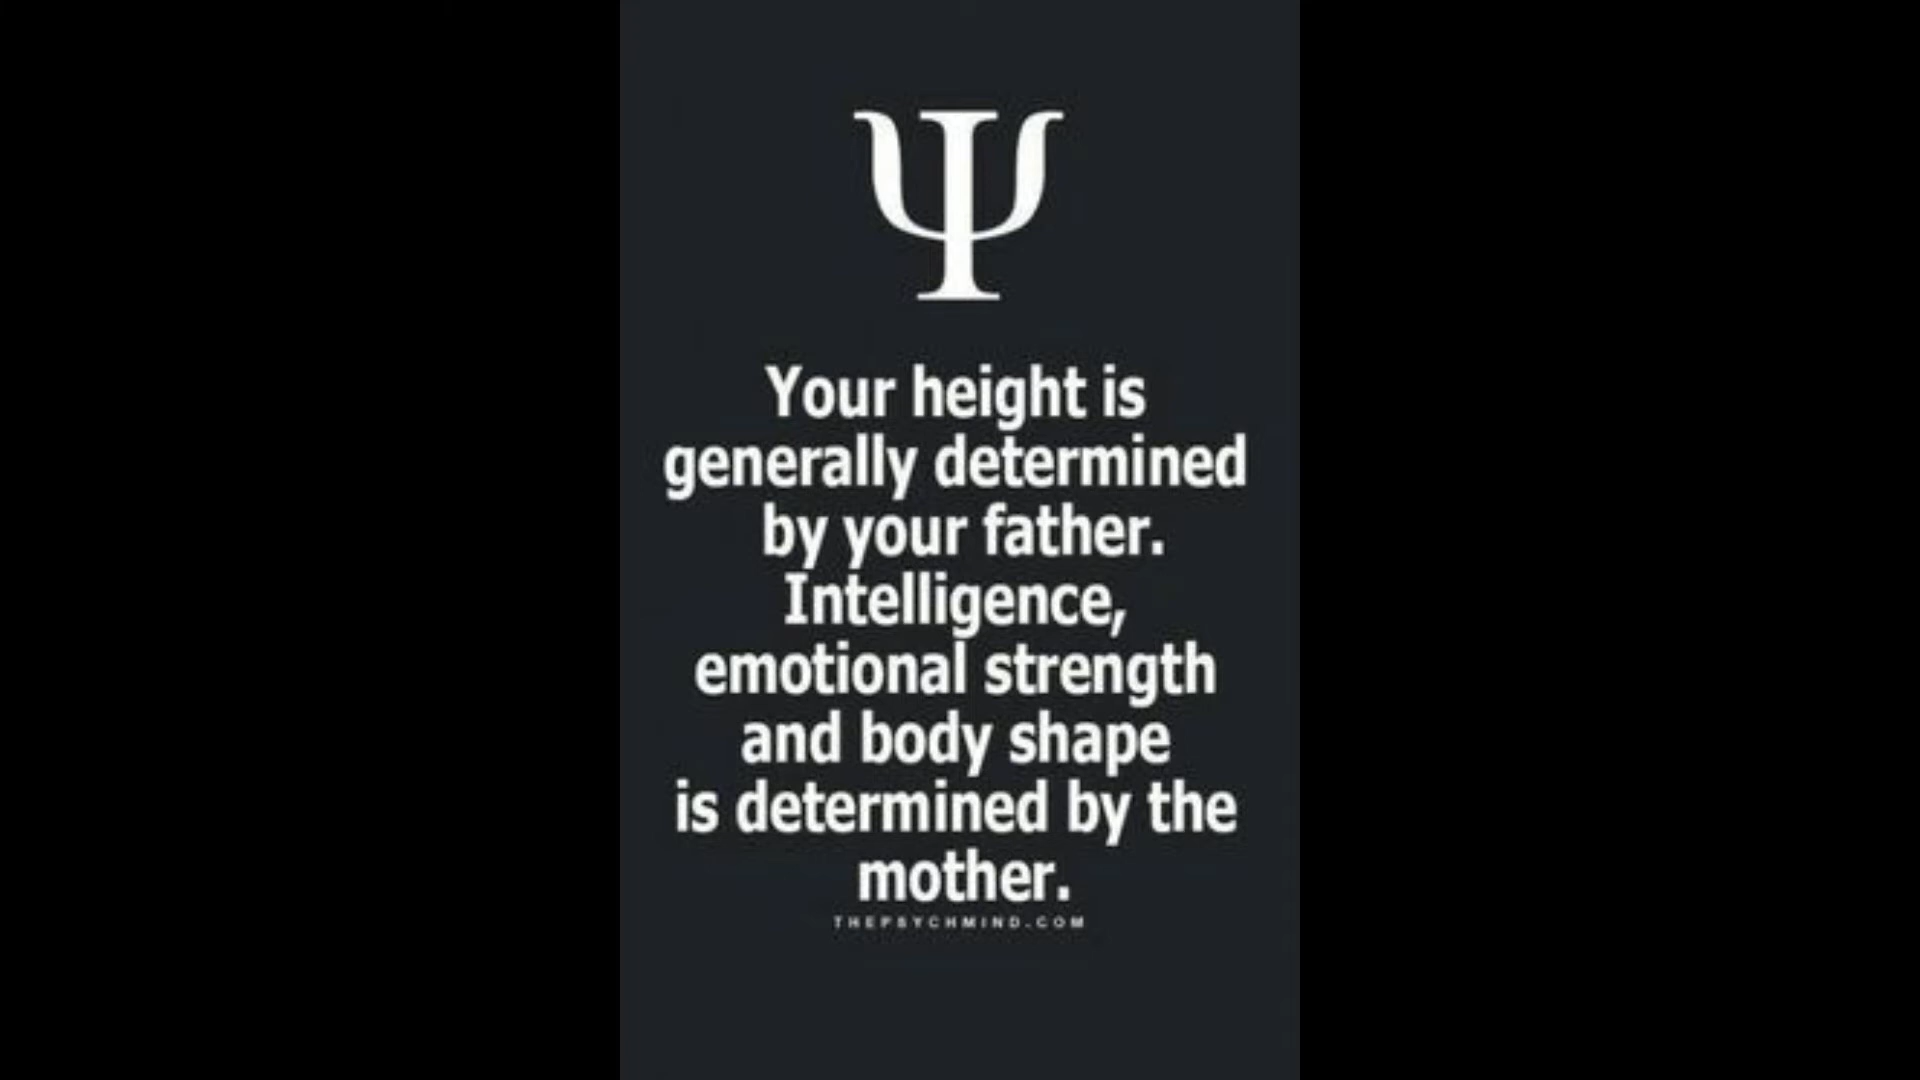 Ψ
Your height is
generally determined
by your father.
Intelligence,
emotional strength
and body shape
is determined by the
mother.
THEPSYCHMIND.COM